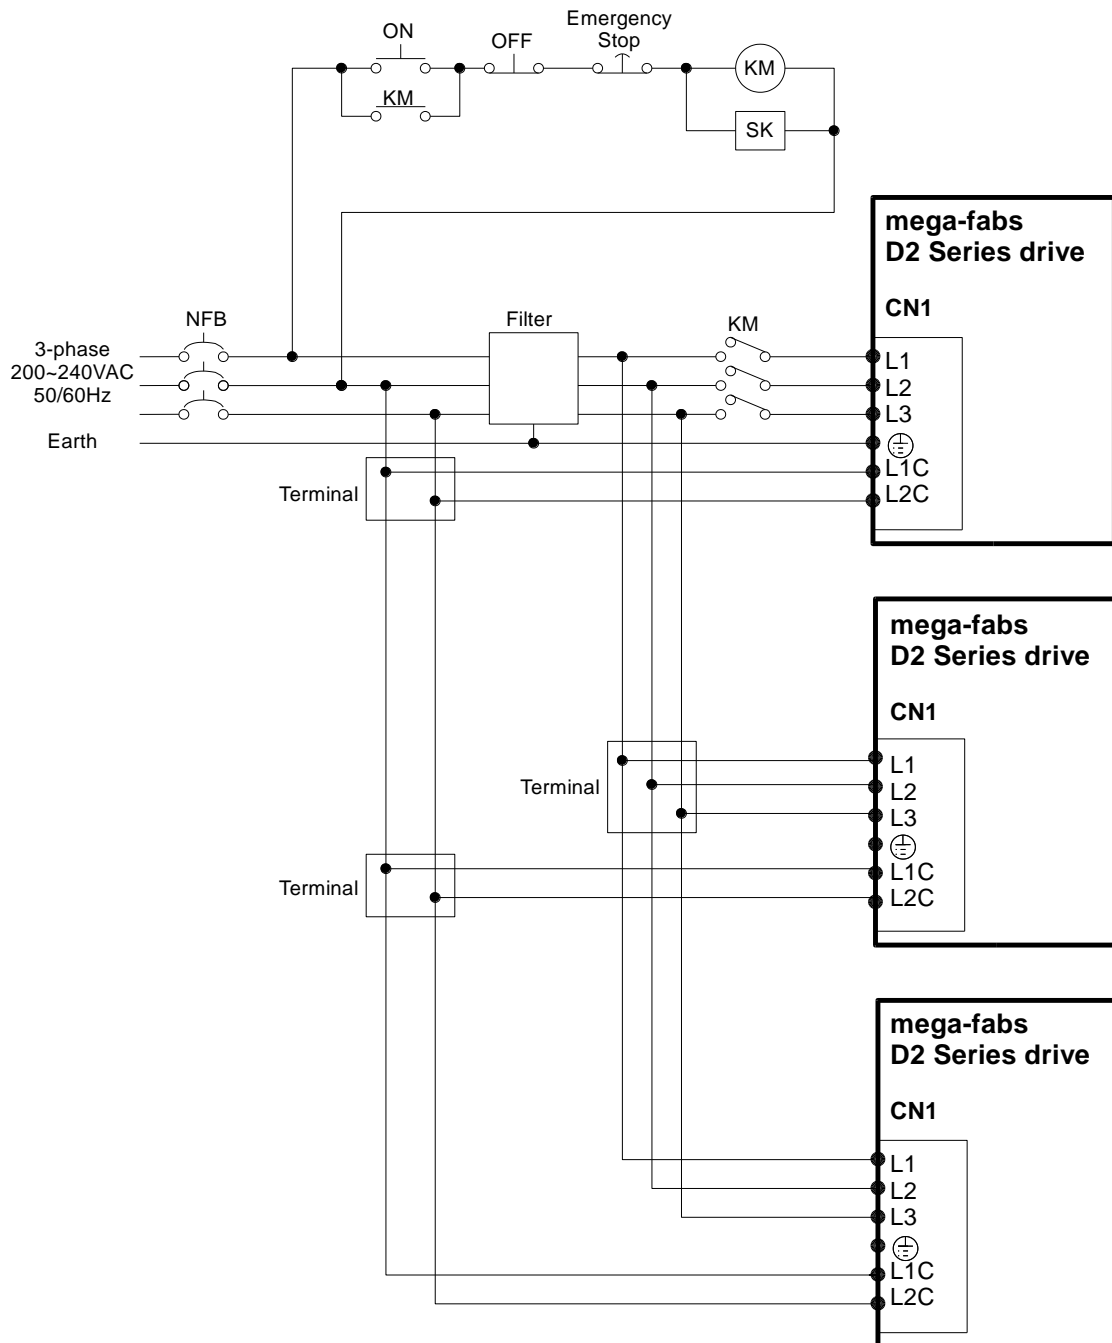 ON
OFF
Emergency
Stop
KM
KM
SK
mega-fabs
D2 Series drive
CN1
NFB
Filter
KM
3-phase
200~240VAC
50/60Hz
Earth
L1
L2
L3
L1C
L2C
Terminal
mega-fabs
D2 Series drive
CN1
L1
L2
L3
L1C
L2C
Terminal
Terminal
mega-fabs
D2 Series drive
CN1
L1
L2
L3
L1C
L2C